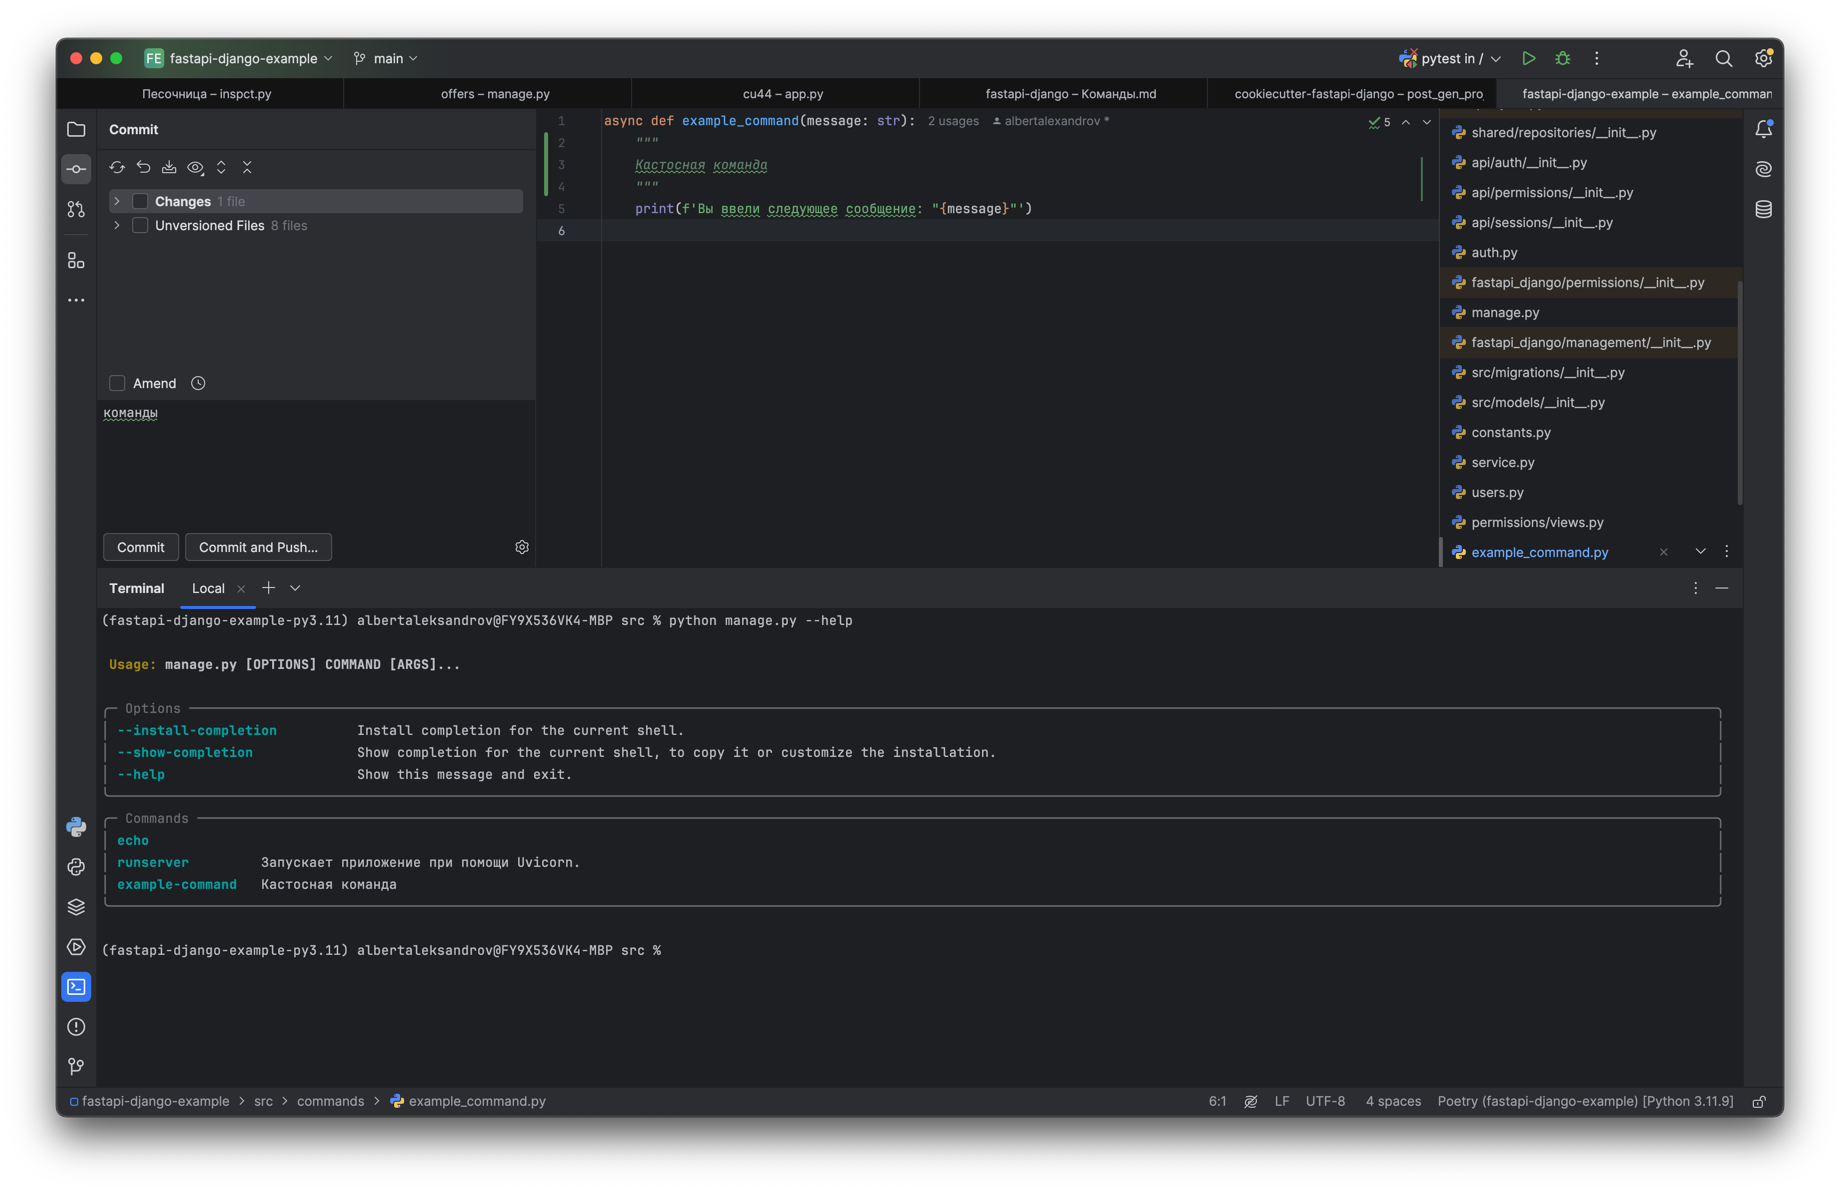 FE fastapi-django-example main pytest in /
Песочница – inspct.py
offers – manage.py
cu44 – app.py
fastapi-django – Команды.md
cookiecutter-fastapi-django – post_gen_pro
fastapi-django-example – example_comman
Commit
Changes 1 file
Unversioned Files 8 files
Amend
команды
Commit
Commit and Push...
1 async def example_command(message: str): 2 usages albertalexandrov *
2 """
3 Кастосная команда
4 """
5 print(f'Вы ввели следующее сообщение: "{message}"')
6
5
shared/repositories/__init__.py
api/auth/__init__.py
api/permissions/__init__.py
api/sessions/__init__.py
auth.py
fastapi_django/permissions/__init__.py
manage.py
fastapi_django/management/__init__.py
src/migrations/__init__.py
src/models/__init__.py
constants.py
service.py
users.py
permissions/views.py
example_command.py
Terminal Local
(fastapi-django-example-py3.11) albertaleksandrov@FY9X536VK4-MBP src % python manage.py --help
Usage: manage.py [OPTIONS] COMMAND [ARGS]...
Options
--install-completion Install completion for the current shell.
--show-completion Show completion for the current shell, to copy it or customize the installation.
--help Show this message and exit.
Commands
echo
runserver Запускает приложение при помощи Uvicorn.
example-command Кастосная команда
(fastapi-django-example-py3.11) albertaleksandrov@FY9X536VK4-MBP src %
fastapi-django-example > src > commands > example_command.py
6:1 LF UTF-8 4 spaces Poetry (fastapi-django-example) [Python 3.11.9]